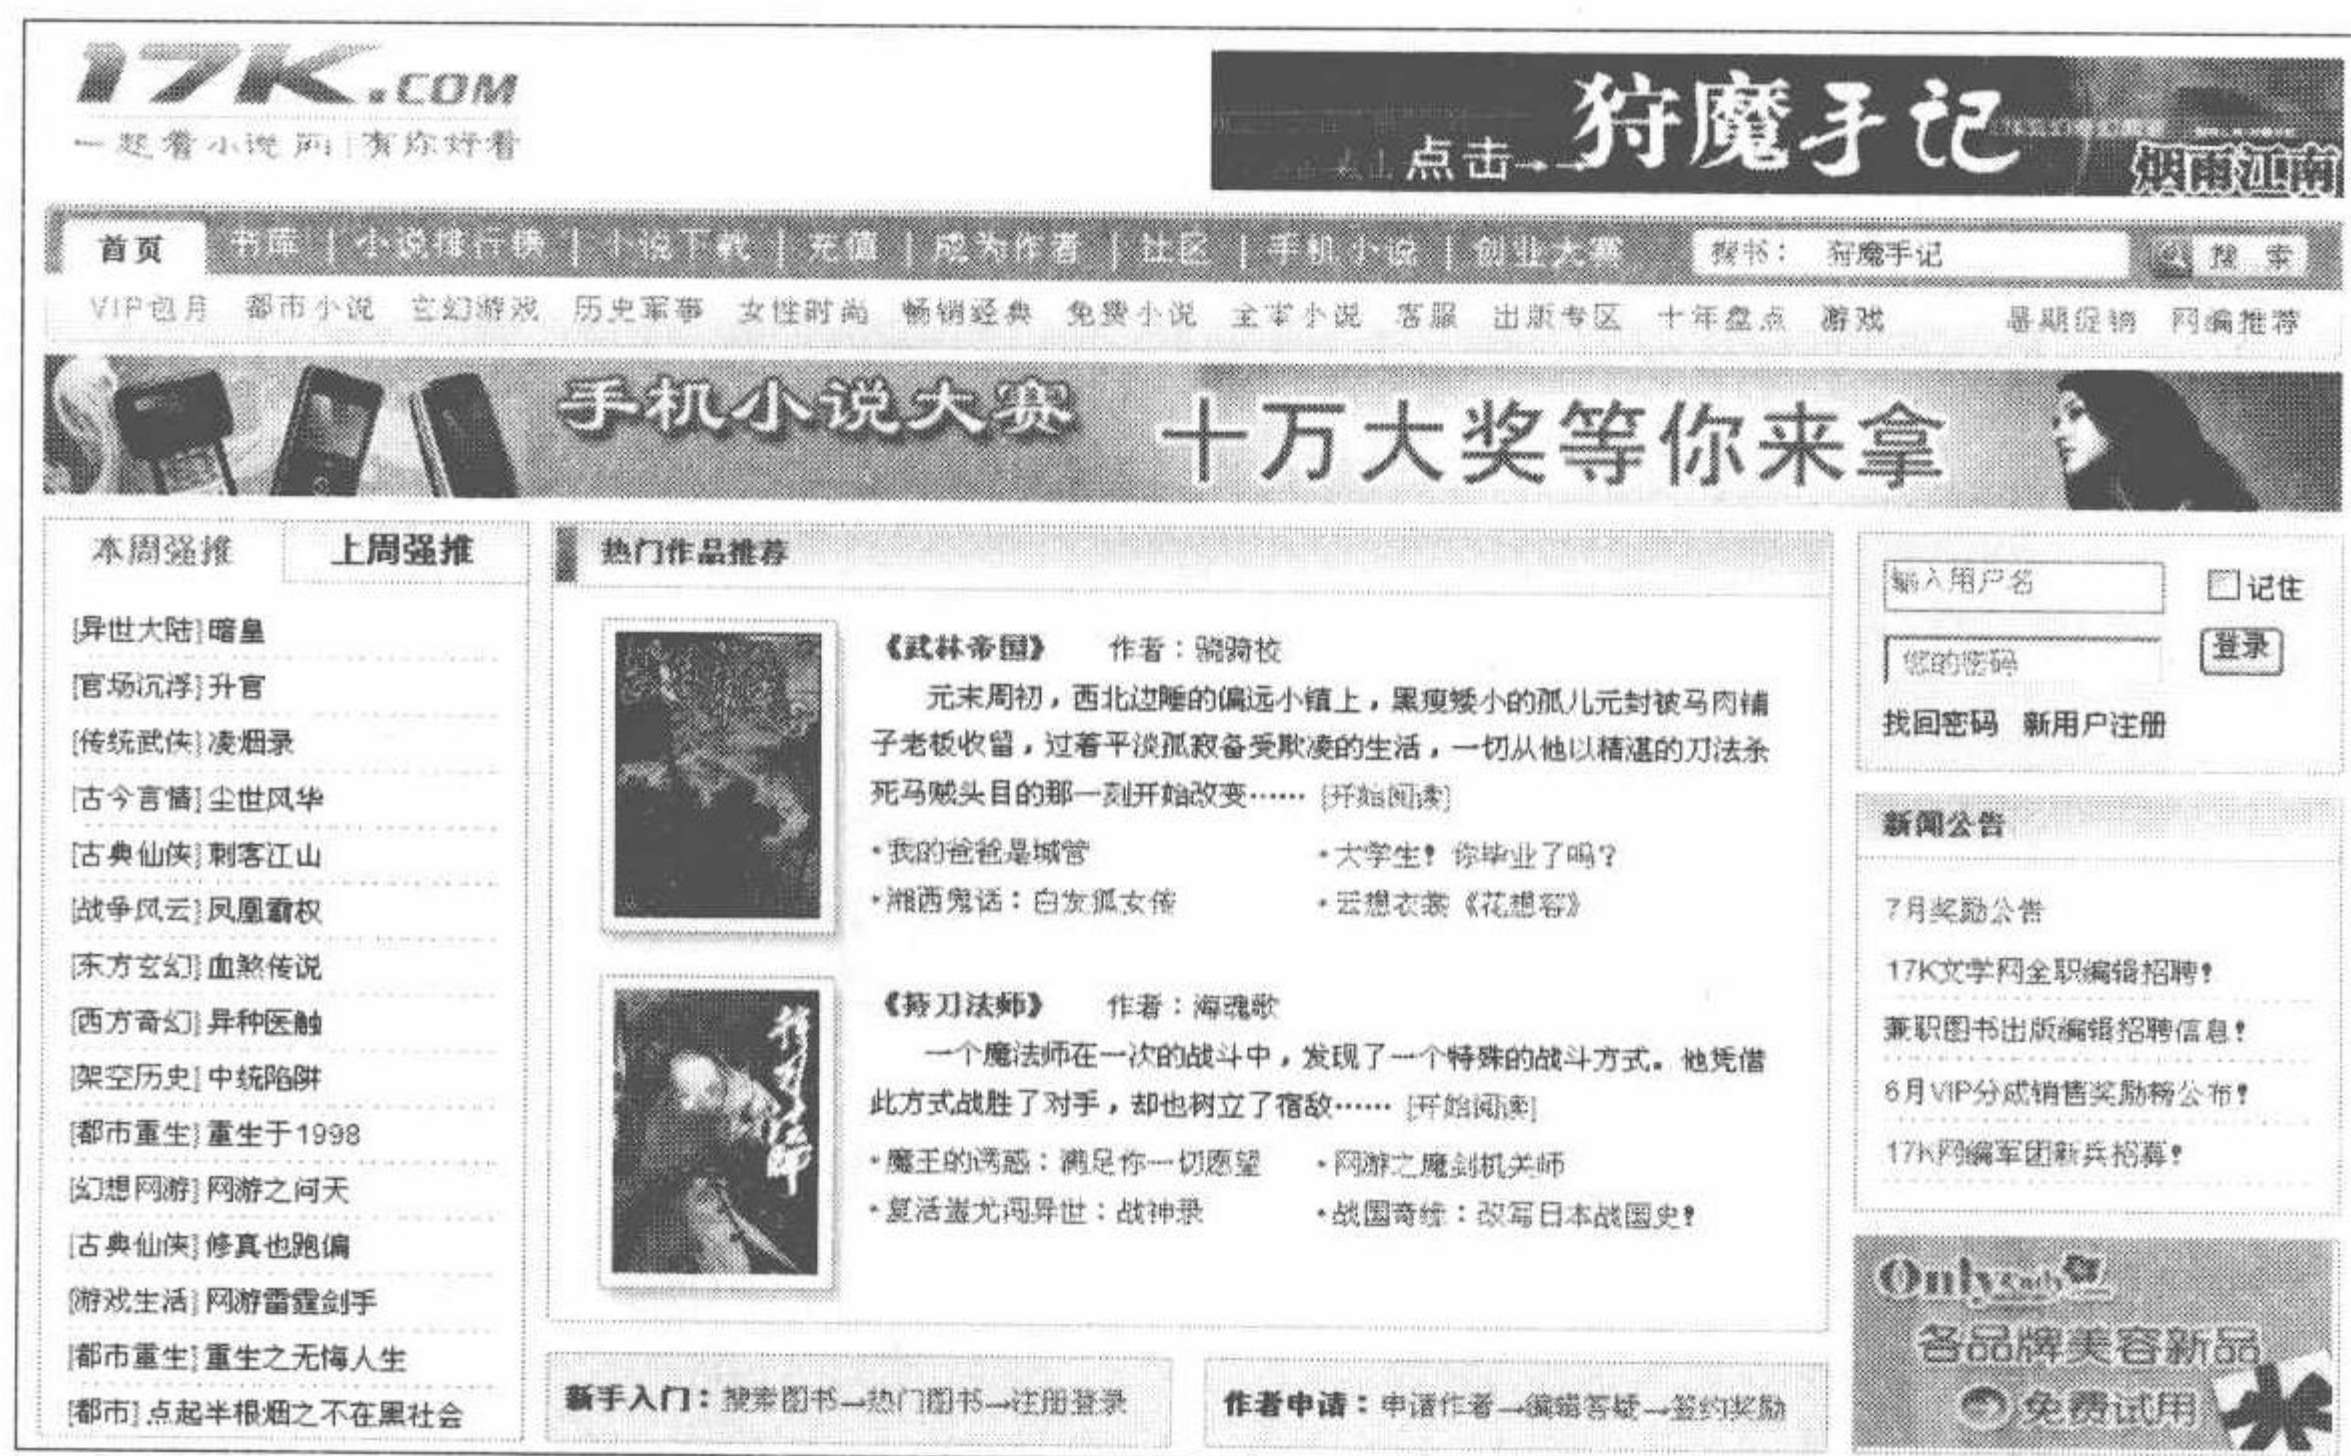 17K.COM
一起看小说网|有你好看
点击→→狩魔手记
烟雨江南
首页 书库 | 小说排行榜 | 小说下载 | 充值 | 成为作者 | 社区 | 手机小说 | 创业大赛 搜书： 狩魔手记 搜 索
VIP包月 都市小说 玄幻游戏 历史军事 女性时尚 畅销经典 免费小说 全本小说 客服 出版专区 十年盘点 游戏 暑期促销 网编推荐
手机小说大赛 十万大奖等你来拿
本周强推 上周强推
[异世大陆]暗皇
[官场沉浮]升官
[传统武侠]凌烟录
[古今言情]尘世风华
[古典仙侠]刺客江山
[战争风云]凤凰霸权
[东方玄幻]血煞传说
[西方奇幻]异种医触
[架空历史]中统陷阱
[都市重生]重生于1998
[幻想网游]网游之问天
[古典仙侠]修真也跑偏
[游戏生活]网游雷霆剑手
[都市重生]重生之无悔人生
[都市]点起半根烟之不在黑社会
热门作品推荐
《武林帝国》 作者：骁骑校
元末周初，西北边陲的偏远小镇上，黑瘦矮小的孤儿元封被马肉铺
子老板收留，过着平淡孤寂备受欺凌的生活，一切从他以精湛的刀法杀
死马贼头目的那一刻开始改变…… [开始阅读]
·我的爸爸是城管 ·大学生！你毕业了吗？
·湘西鬼话：白发狐女传 ·云想衣裳《花想容》
持刀法师
《持刀法师》 作者：海魂歌
一个魔法师在一次的战斗中，发现了一个特殊的战斗方式。他凭借
此方式战胜了对手，却也树立了宿敌…… [开始阅读]
·魔王的诱惑：满足你一切愿望 ·网游之魔剑机关师
·复活蚩尤闯异世：战神录 ·战国奇缘：改写日本战国史！
新手入门：搜索图书→热门图书→注册登录
作者申请：申请作者→编辑答疑→签约奖励
输入用户名 记住
您的密码 登录
找回密码 新用户注册
新闻公告
7月奖励公告
17K文学网全职编辑招聘！
兼职图书出版编辑招聘信息！
6月VIP分成销售奖励榜公布！
17K网编军团新兵招募！
OnlyLady
各品牌美容新品
免费试用